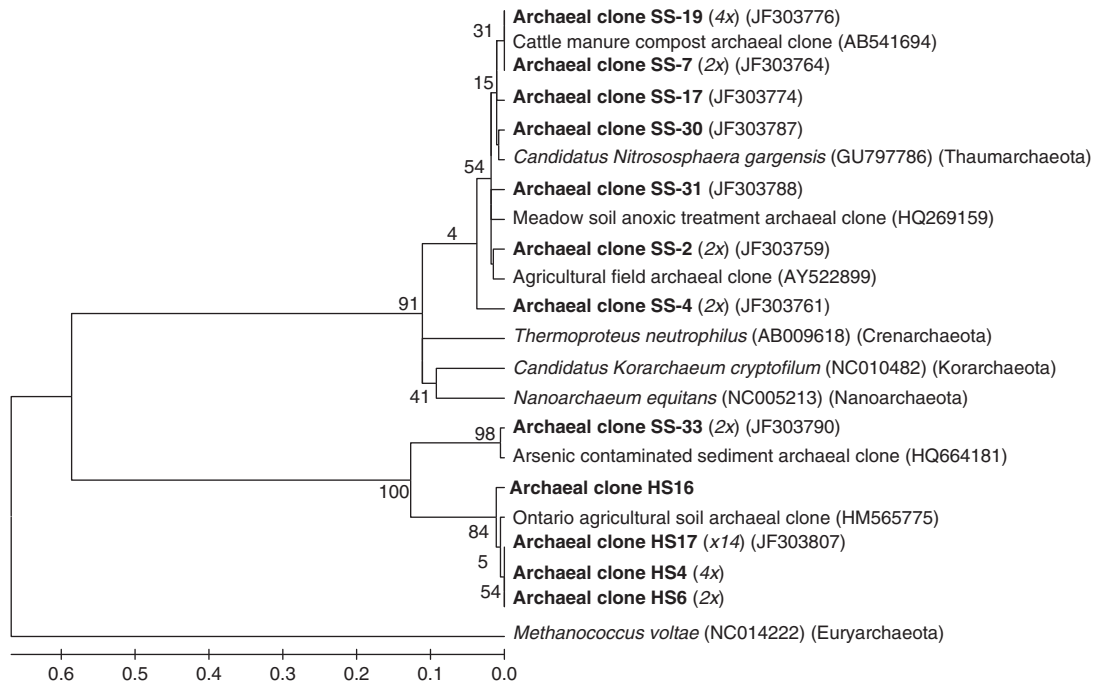 31
Archaeal clone SS-19 (4x) (JF303776)
Cattle manure compost archaeal clone (AB541694)
Archaeal clone SS-7 (2x) (JF303764)
15
Archaeal clone SS-17 (JF303774)
Archaeal clone SS-30 (JF303787)
Candidatus Nitrososphaera gargensis (GU797786) (Thaumarchaeota)
54
Archaeal clone SS-31 (JF303788)
Meadow soil anoxic treatment archaeal clone (HQ269159)
4
Archaeal clone SS-2 (2x) (JF303759)
Agricultural field archaeal clone (AY522899)
91
Archaeal clone SS-4 (2x) (JF303761)
Thermoproteus neutrophilus (AB009618) (Crenarchaeota)
Candidatus Korarchaeum cryptofilum (NC010482) (Korarchaeota)
41
Nanoarchaeum equitans (NC005213) (Nanoarchaeota)
98
Archaeal clone SS-33 (2x) (JF303790)
Arsenic contaminated sediment archaeal clone (HQ664181)
100
Archaeal clone HS16
84
Ontario agricultural soil archaeal clone (HM565775)
Archaeal clone HS17 (x14) (JF303807)
5
Archaeal clone HS4 (4x)
54
Archaeal clone HS6 (2x)
Methanococcus voltae (NC014222) (Euryarchaeota)
0.6 0.5 0.4 0.3 0.2 0.1 0.0